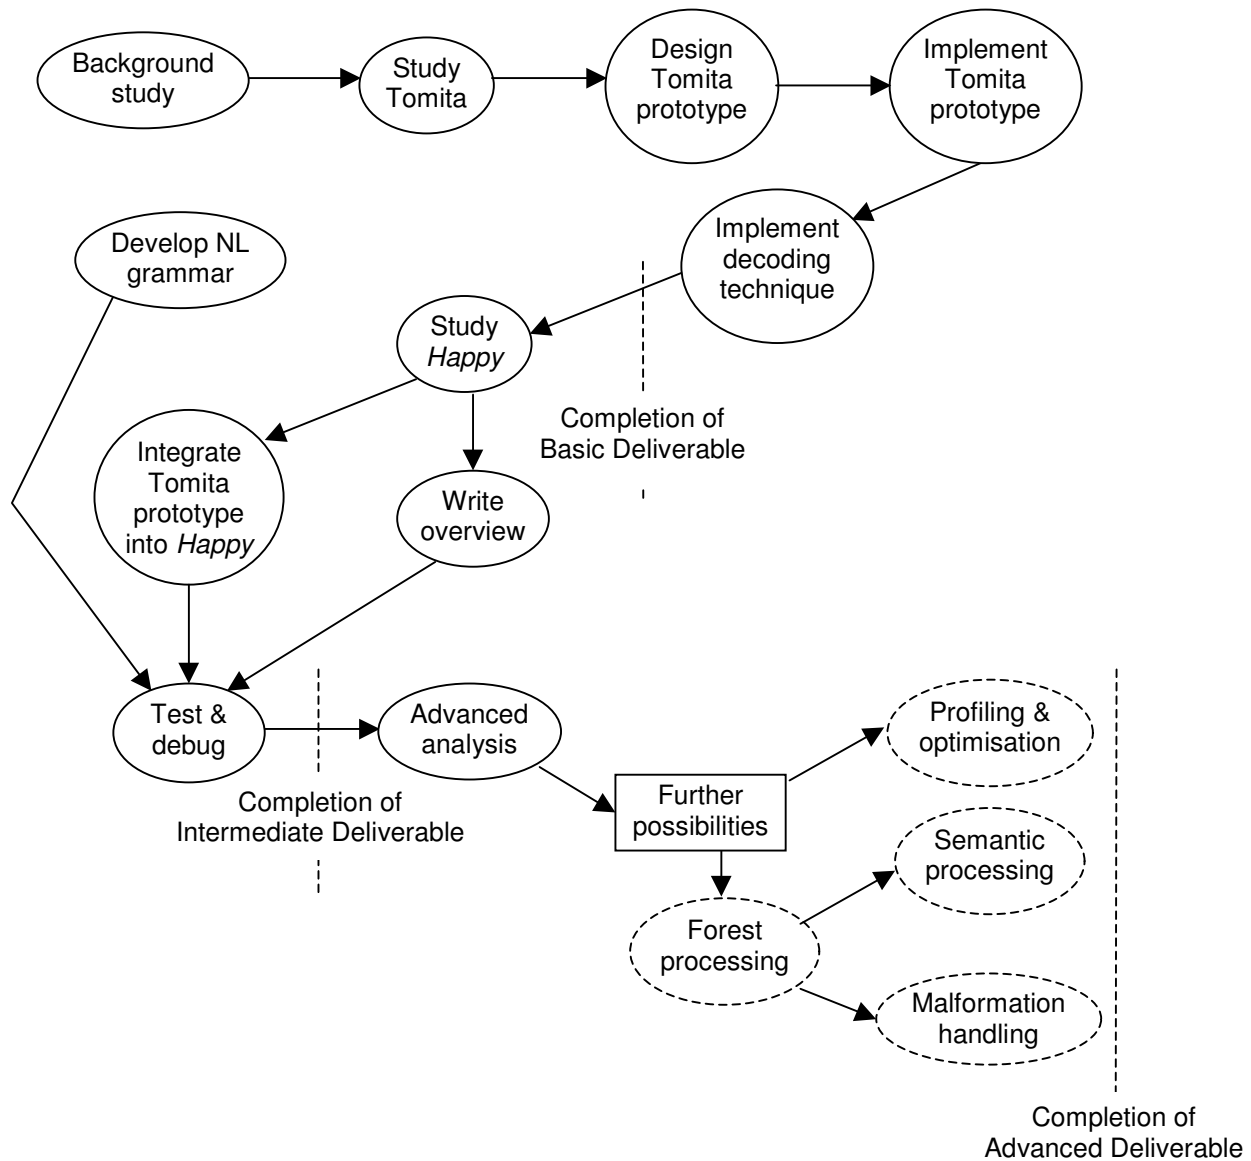 Background
study
Study
Tomita
Design
Tomita
prototype
Implement
Tomita
prototype
Develop NL
grammar
Implement
decoding
technique
Study
Happy
Completion of
Basic Deliverable
Integrate
Tomita
prototype
into Happy
Write
overview
Test &
debug
Advanced
analysis
Completion of
Intermediate Deliverable
Further
possibilities
Profiling &
optimisation
Semantic
processing
Forest
processing
Malformation
handling
Completion of
Advanced Deliverable